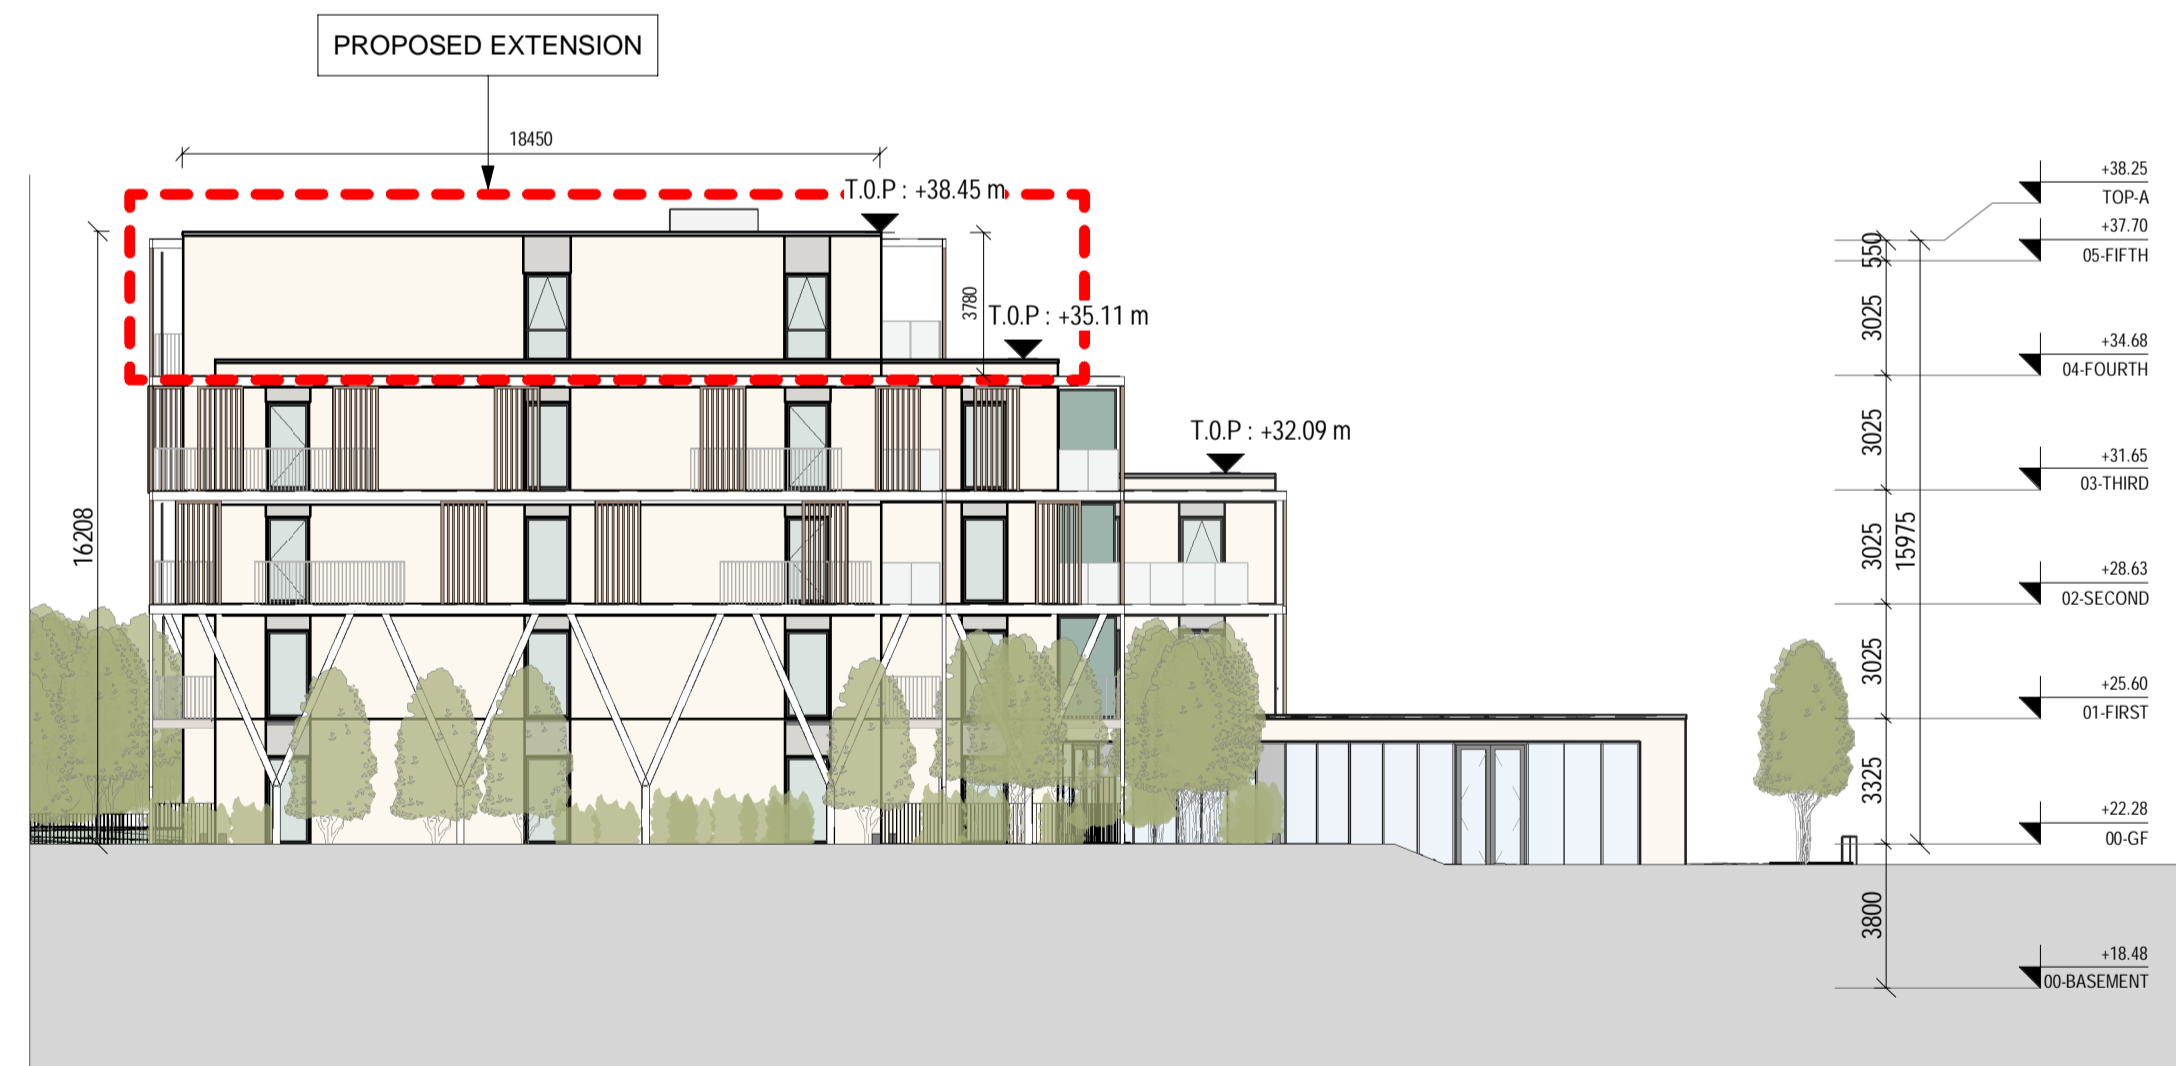 PROPOSED EXTENSION
18450
T.O.P : +38.45 m
+38.25
TOP-A
+37.70
05-FIFTH
550
3780
T.O.P : +35.11 m
3025
+34.68
04-FOURTH
3025
T.O.P : +32.09 m
+31.65
03-THIRD
16208
3025
15975
+28.63
02-SECOND
3025
+25.60
01-FIRST
3325
+22.28
00-GF
3800
+18.48
00-BASEMENT